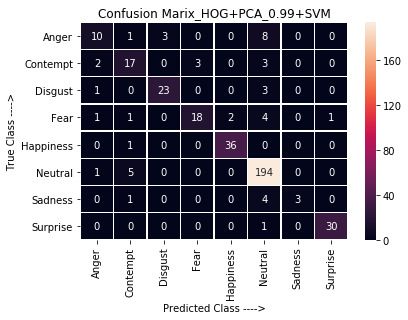 Confusion Marix_HOG+PCA_0.99+SVM
True Class ---->
Anger 10 1 3 0 0 8 0 0
Contempt 2 17 0 3 0 3 0 0
Disgust 1 0 23 0 0 3 0 0
Fear 1 1 0 18 2 4 0 1
Happiness 0 1 0 0 36 0 0 0
Neutral 1 5 0 0 0 194 0 0
Sadness 0 1 0 0 0 4 3 0
Surprise 0 0 0 0 0 1 0 30
Anger Contempt Disgust Fear Happiness Neutral Sadness Surprise
Predicted Class ---->
160
120
80
40
0